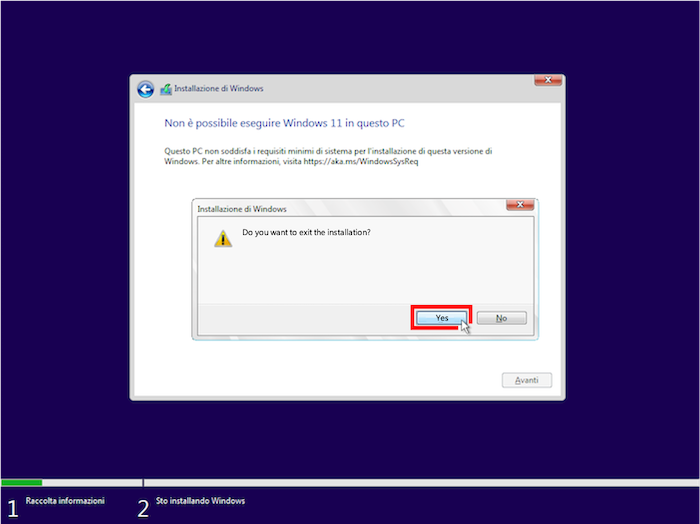 Installazione di Windows
Non è possibile eseguire Windows 11 in questo PC
Questo PC non soddisfa i requisiti minimi di sistema per l'installazione di questa versione di
Windows. Per altre informazioni, visita https://aka.ms/WindowsSysReq
Installazione di Windows
Do you want to exit the installation?
Yes
No
Avanti
1 Raccolta informazioni
2 Sto installando Windows